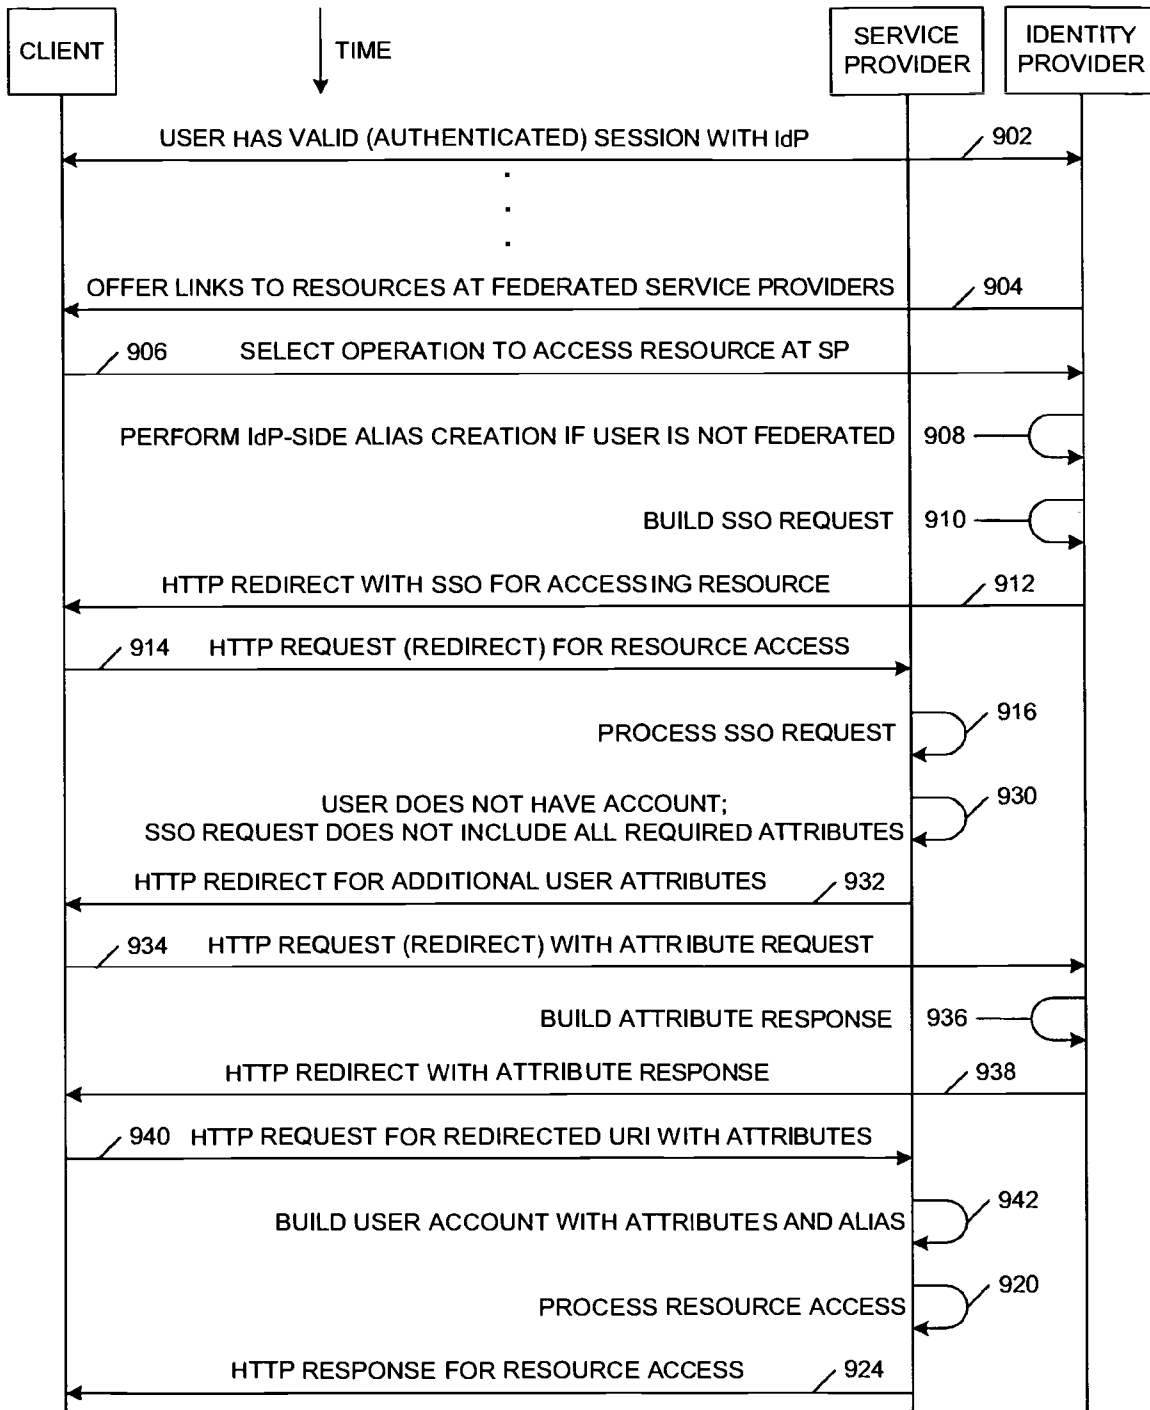 CLIENT
TIME
SERVICE
PROVIDER
IDENTITY
PROVIDER
USER HAS VALID (AUTHENTICATED) SESSION WITH IdP
902
OFFER LINKS TO RESOURCES AT FEDERATED SERVICE PROVIDERS
904
906
SELECT OPERATION TO ACCESS RESOURCE AT SP
PERFORM IdP-SIDE ALIAS CREATION IF USER IS NOT FEDERATED
908
BUILD SSO REQUEST
910
HTTP REDIRECT WITH SSO FOR ACCESSING RESOURCE
912
914
HTTP REQUEST (REDIRECT) FOR RESOURCE ACCESS
PROCESS SSO REQUEST
916
USER DOES NOT HAVE ACCOUNT;
SSO REQUEST DOES NOT INCLUDE ALL REQUIRED ATTRIBUTES
930
HTTP REDIRECT FOR ADDITIONAL USER ATTRIBUTES
932
934
HTTP REQUEST (REDIRECT) WITH ATTRIBUTE REQUEST
BUILD ATTRIBUTE RESPONSE
936
HTTP REDIRECT WITH ATTRIBUTE RESPONSE
938
940
HTTP REQUEST FOR REDIRECTED URI WITH ATTRIBUTES
BUILD USER ACCOUNT WITH ATTRIBUTES AND ALIAS
942
PROCESS RESOURCE ACCESS
920
HTTP RESPONSE FOR RESOURCE ACCESS
924